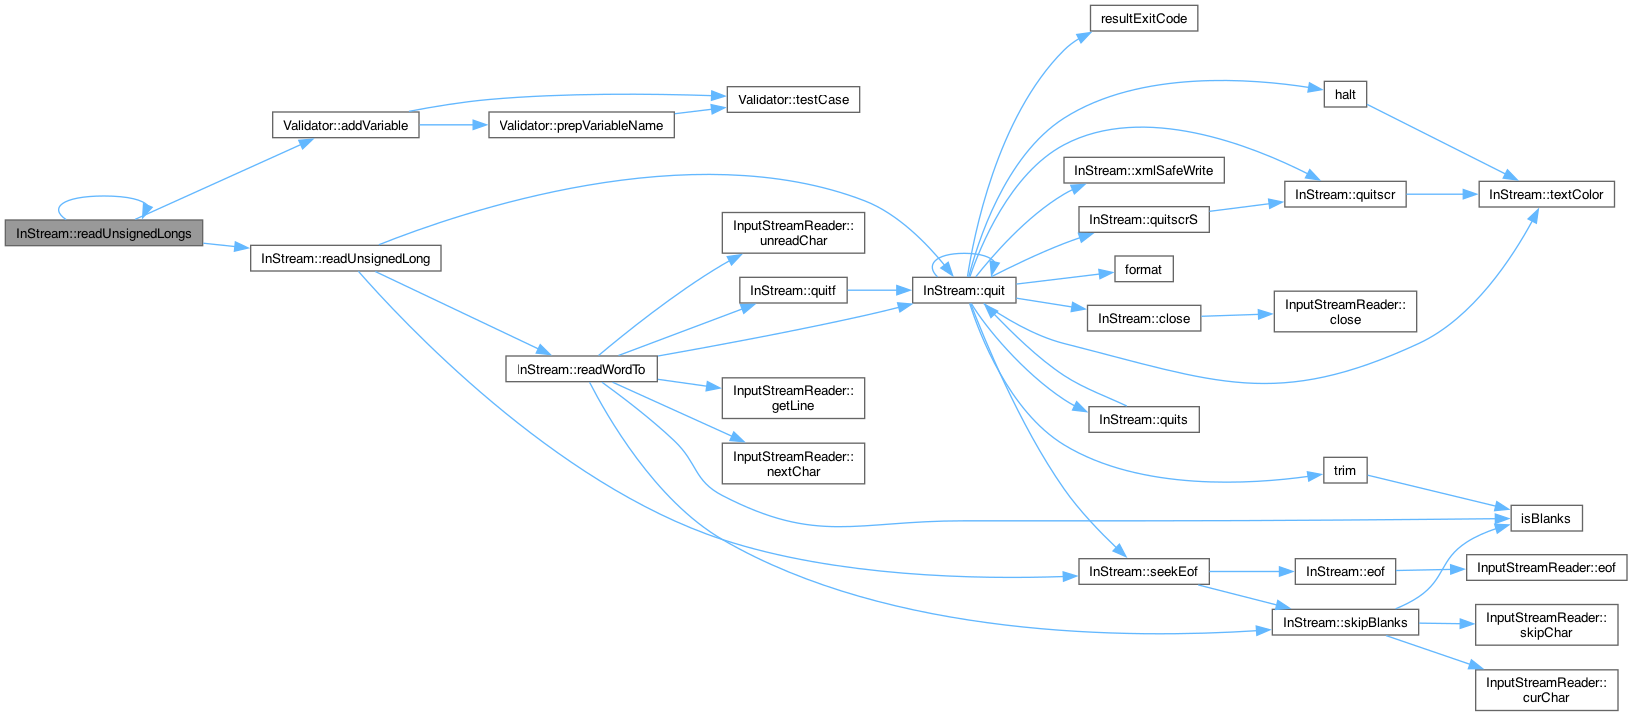 resultExitCode
halt
Validator::testCase
Validator::addVariable
Validator::prepVariableName
InStream::xmlSafeWrite
InStream::quitscr
InStream::textColor
InStream::readUnsignedLongs
InputStreamReader::
unreadChar
InStream::quitscrS
InStream::readUnsignedLong
format
InStream::quitf
InStream::quit
InStream::close
InputStreamReader::
close
InStream::readWordTo
InputStreamReader::
getLine
InStream::quits
InputStreamReader::
nextChar
trim
isBlanks
InStream::seekEof
InStream::eof
InputStreamReader::eof
InStream::skipBlanks
InputStreamReader::
skipChar
InputStreamReader::
curChar